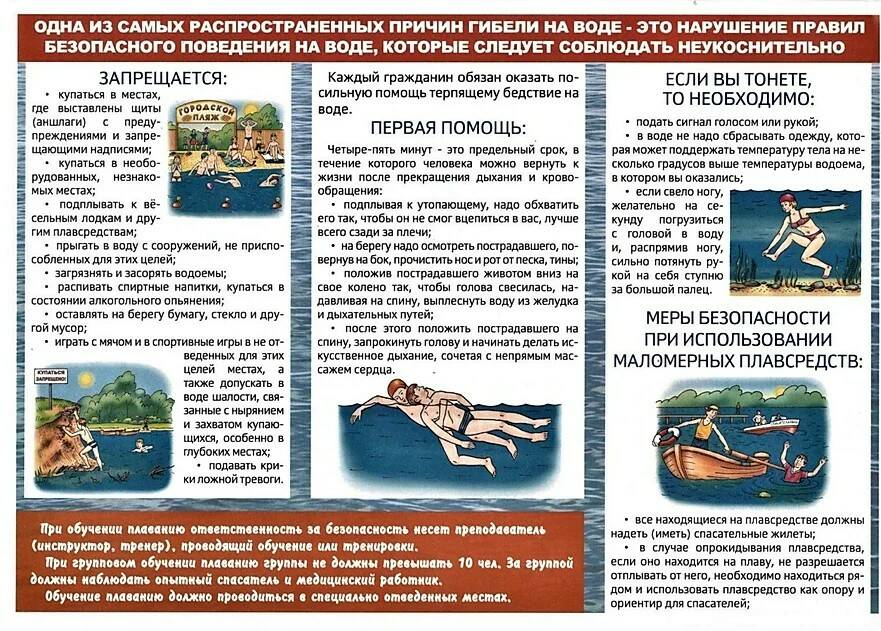 ОДНА ИЗ САМЫХ РАСПРОСТРАНЕННЫХ ПРИЧИН ГИБЕЛИ НА ВОДЕ - ЭТО НАРУШЕНИЕ ПРАВИЛ
БЕЗОПАСНОГО ПОВЕДЕНИЯ НА ВОДЕ, КОТОРЫЕ СЛЕДУЕТ СОБЛЮДАТЬ НЕУКОСНИТЕЛЬНО
ЗАПРЕЩАЕТСЯ:
• купаться в местах,
где выставлены щиты
(аншлаги) с преду-
преждениями и запре-
щающими надписями;
• купаться в необо-
рудованных, незнако-
мых местах;
• подплывать к вё-
сельным лодкам и дру-
гим плавсредствам;
• прыгать в воду с сооружений, не приспо-
собленных для этих целей;
• загрязнять и засорять водоемы;
• распивать спиртные напитки, купаться в
состоянии алкогольного опьянения;
• оставлять на берегу бумагу, стекло и дру-
гой мусор;
• играть с мячом и в спортивные игры в не от-
веденных для этих
целей местах, а
также допускать в
воде шалости, свя-
занные с нырянием
и захватом купаю-
щихся, особенно в
глубоких местах;
• подавать кри-
ки ложной тревоги.
ГОРОДСКОЙ
ПЛЯЖ
КУПАТЬСЯ
ЗАПРЕЩЕНО!
Каждый гражданин обязан оказать по-
сильную помощь терпящему бедствие на
воде.
ПЕРВАЯ ПОМОЩЬ:
Четыре-пять минут - это предельный срок, в
течение которого человека можно вернуть к
жизни после прекращения дыхания и крово-
обращения:
• подплывая к утопающему, надо обхватить
его так, чтобы он не смог вцепиться в вас, лучше
всего сзади за плечи;
• на берегу надо осмотреть пострадавшего, по-
вернув на бок, прочистить нос и рот от песка, тины;
• положив пострадавшего животом вниз на
свое колено так, чтобы голова свесилась, на-
давливая на спину, выплеснуть воду из желудка
и дыхательных путей;
• после этого положить пострадавшего на
спину, запрокинуть голову и начинать делать ис-
кусственное дыхание, сочетая с непрямым мас-
сажем сердца.
ЕСЛИ ВЫ ТОНЕТЕ,
ТО НЕОБХОДИМО:
• подать сигнал голосом или рукой;
• в воде не надо сбрасывать одежду, кото-
рая может поддержать температуру тела на не-
сколько градусов выше температуры водоема,
в котором вы оказались;
• если свело ногу,
желательно на се-
кунду погрузиться
с головой в воду
и, распрямив ногу,
сильно потянуть ру-
кой на себя ступню
за большой палец.
МЕРЫ БЕЗОПАСНОСТИ
ПРИ ИСПОЛЬЗОВАНИИ
МАЛОМЕРНЫХ ПЛАВСРЕДСТВ:
• все находящиеся на плавсредстве должны
надеть (иметь) спасательные жилеты;
• в случае опрокидывания плавсредства,
если оно находится на плаву, не разрешается
отплывать от него, необходимо находиться ря-
дом и использовать плавсредство как опору и
ориентир для спасателей;
При обучении плаванию ответственность за безопасность несет преподаватель
(инструктор, тренер), проводящий обучение или тренировки.
При групповом обучении плаванию группы не должны превышать 10 чел. За группой
должны наблюдать опытный спасатель и медицинский работник.
Обучение плаванию должно проводиться в специально отведенных местах.